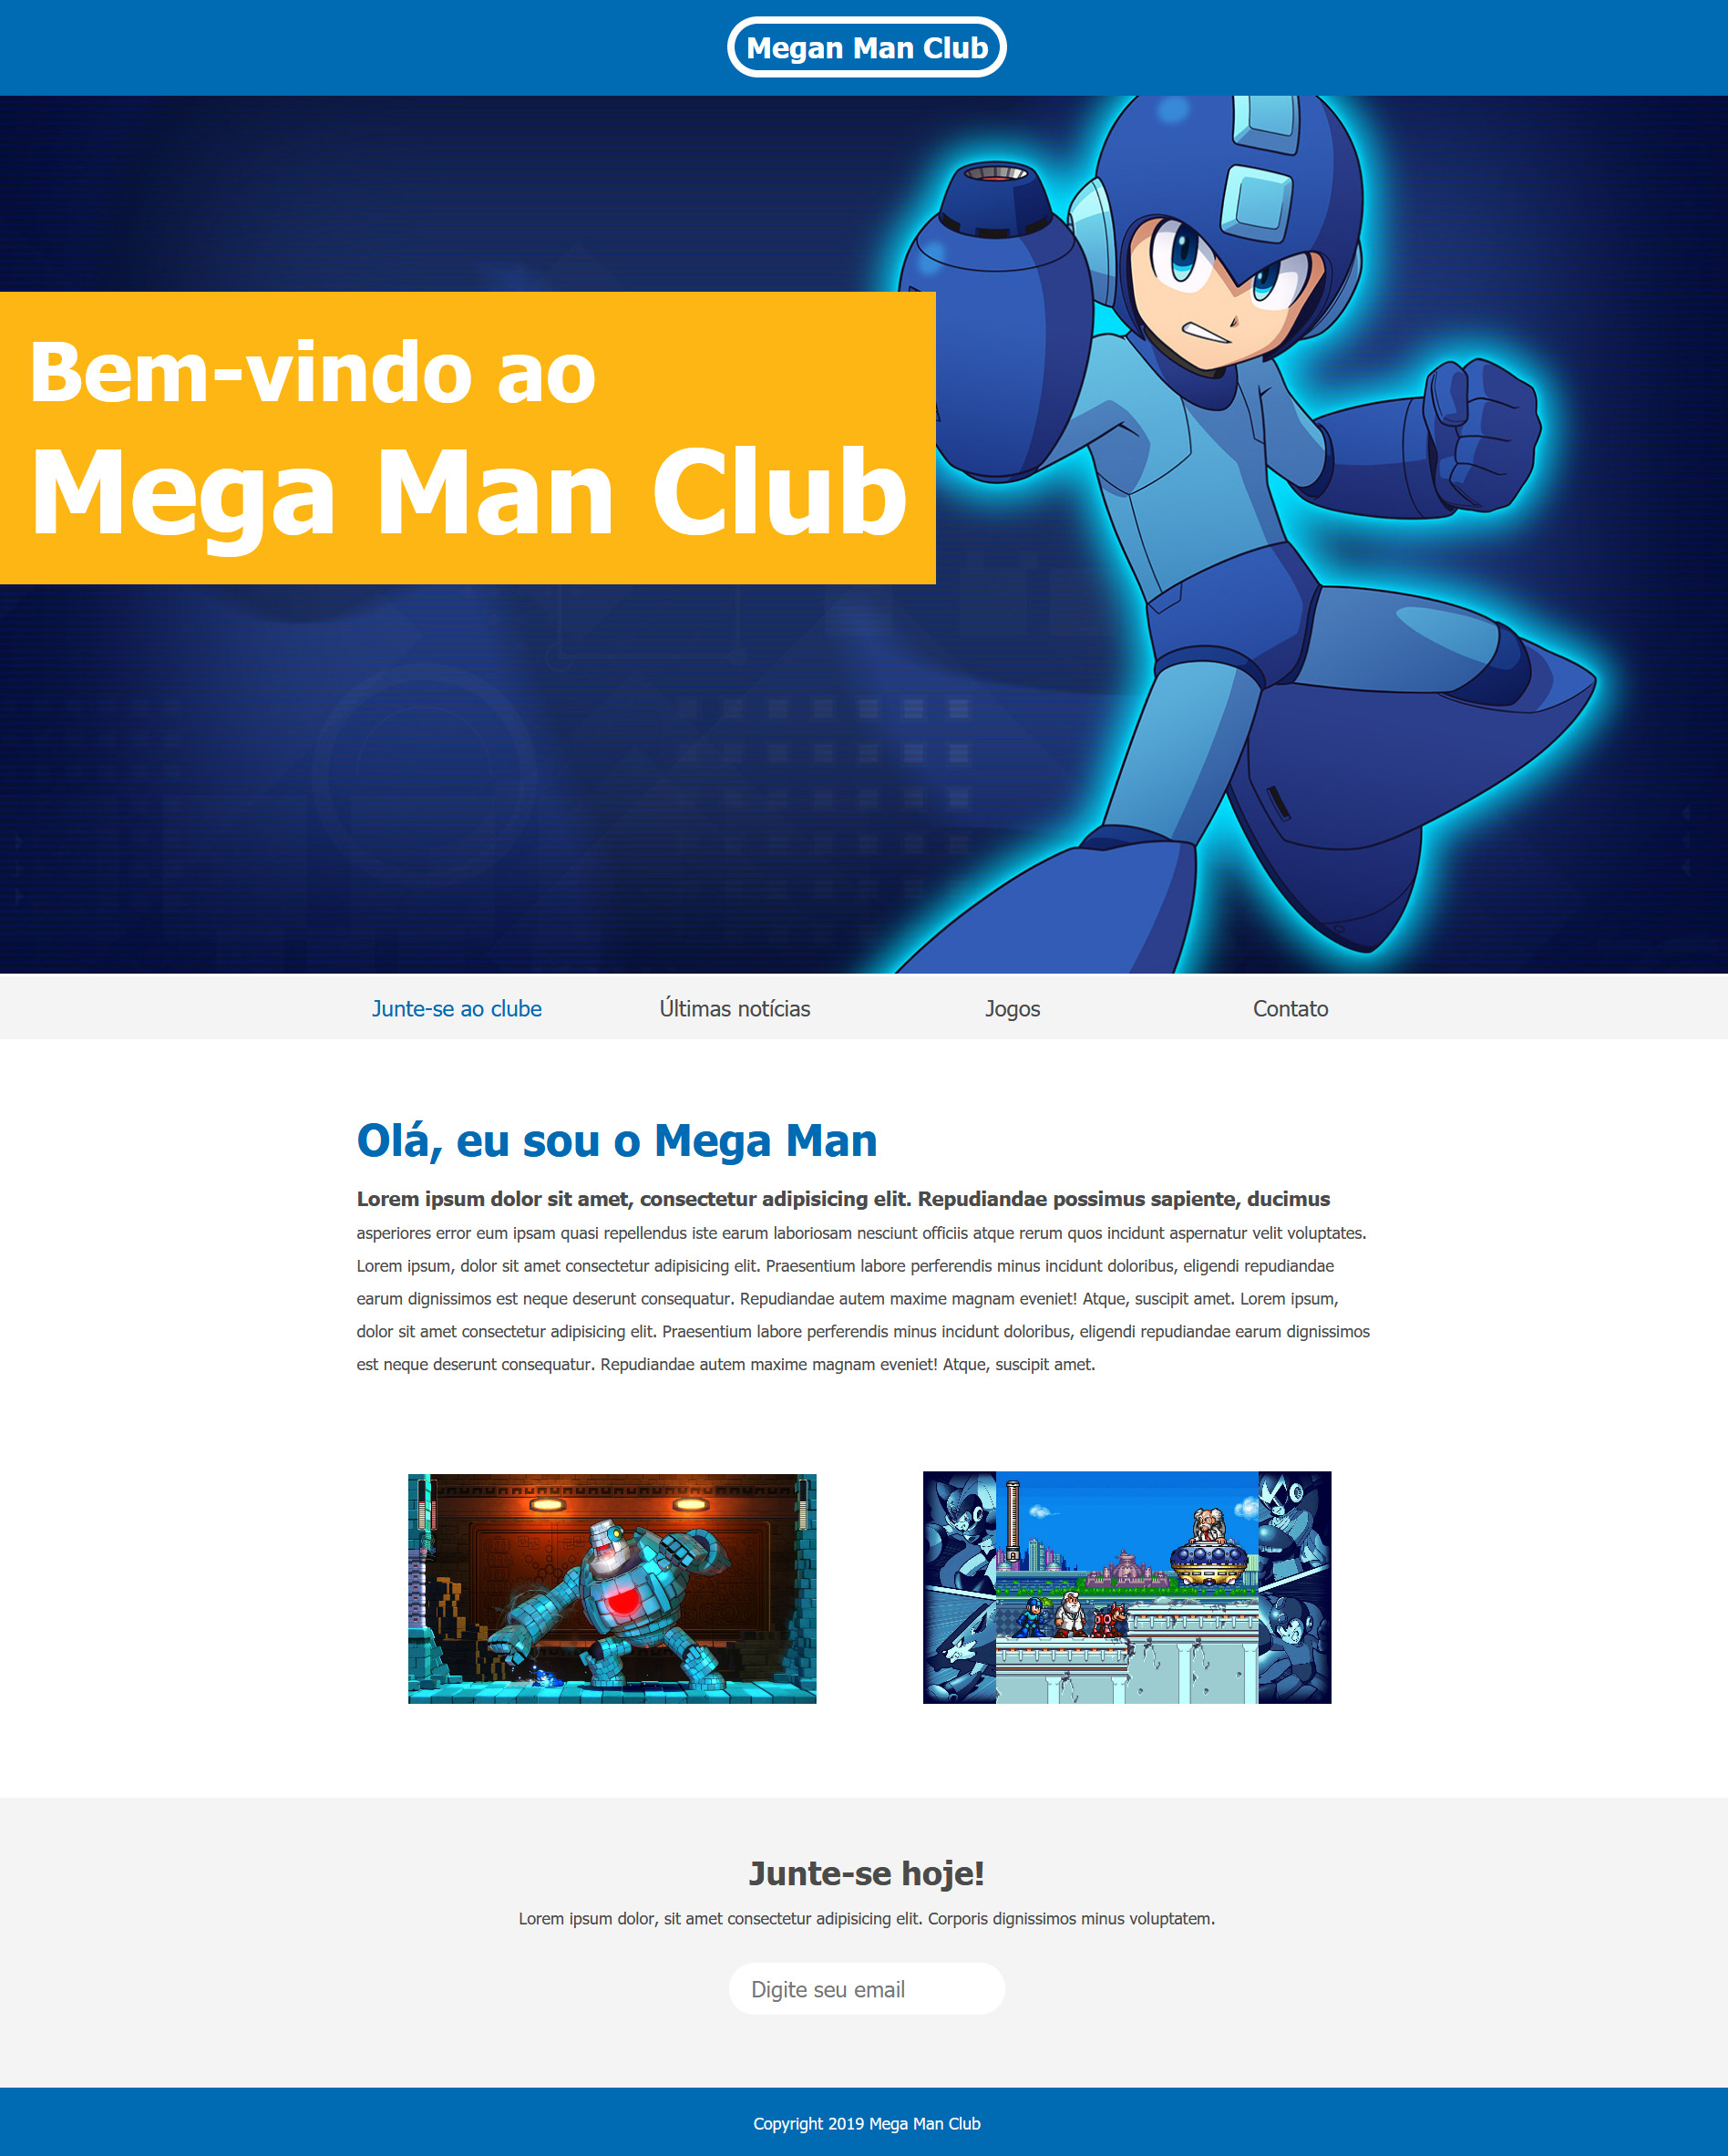 Megan Man Club
Bem-vindo ao
Mega Man Club
Junte-se ao clube
Últimas notícias
Jogos
Contato
Olá, eu sou o Mega Man
Lorem ipsum dolor sit amet, consectetur adipisicing elit. Repudiandae possimus sapiente, ducimus
asperiores error eum ipsam quasi repellendus iste earum laboriosam nesciunt officiis atque rerum quos incidunt aspernatur velit voluptates.
Lorem ipsum, dolor sit amet consectetur adipisicing elit. Praesentium labore perferendis minus incidunt doloribus, eligendi repudiandae
earum dignissimos est neque deserunt consequatur. Repudiandae autem maxime magnam eveniet! Atque, suscipit amet. Lorem ipsum,
dolor sit amet consectetur adipisicing elit. Praesentium labore perferendis minus incidunt doloribus, eligendi repudiandae earum dignissimos
est neque deserunt consequatur. Repudiandae autem maxime magnam eveniet! Atque, suscipit amet.
Junte-se hoje!
Lorem ipsum dolor, sit amet consectetur adipisicing elit. Corporis dignissimos minus voluptatem.
Digite seu email
Copyright 2019 Mega Man Club